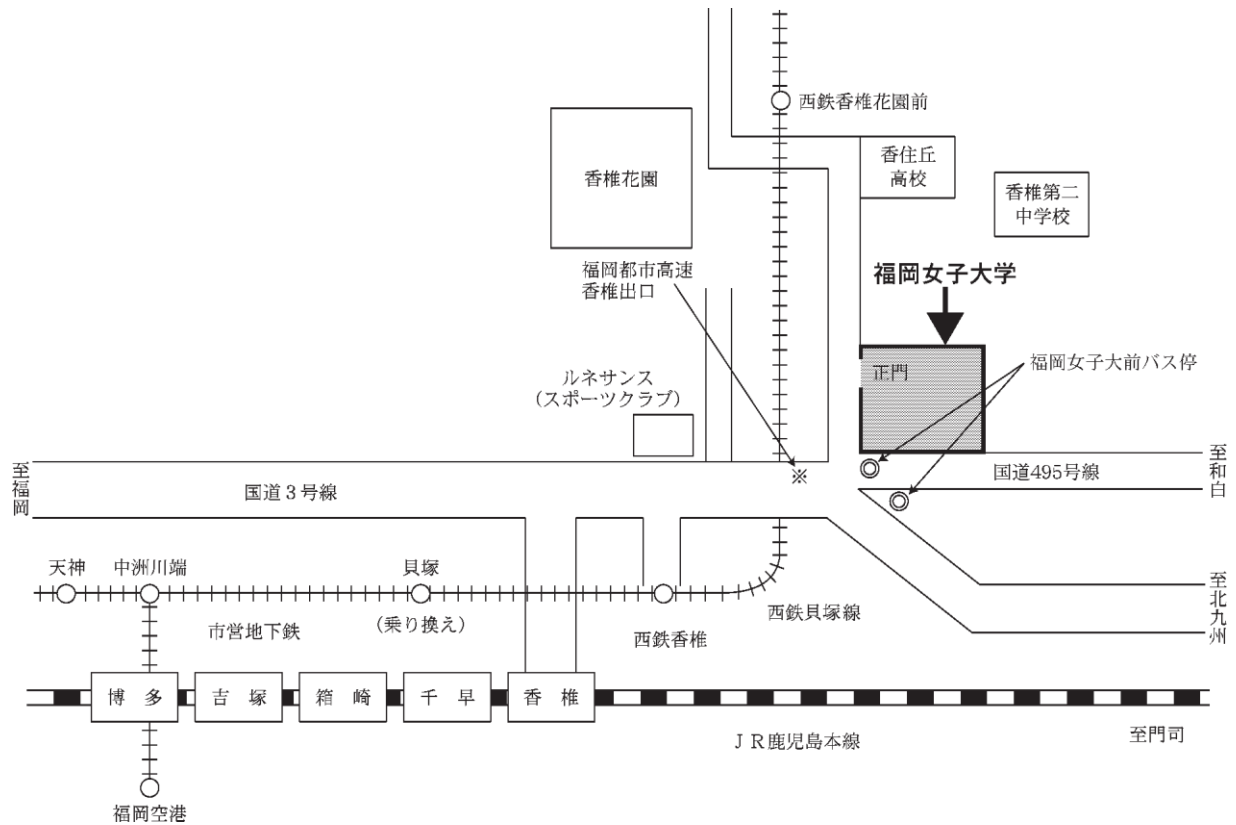 西鉄香椎花園前
香住丘
高校
香椎花園
香椎第二
中学校
福岡都市高速
香椎出口
福岡女子大学
正門
福岡女子大前バス停
ルネサンス
(スポーツクラブ)
至福岡
国道3号線
※
国道495号線
至和白
天神
中洲川端
貝塚
(乗り換え)
市営地下鉄
西鉄香椎
西鉄貝塚線
至北九州
博多
吉塚
箱崎
千早
香椎
JR鹿児島本線
至門司
福岡空港